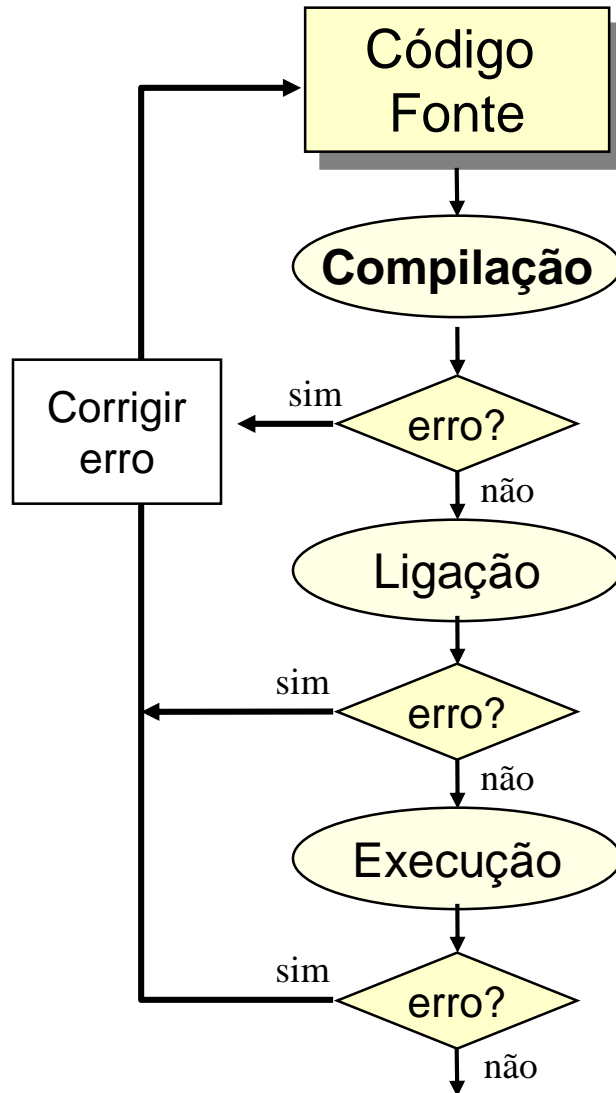 Código
Fonte
Compilação
Corrigir
erro
sim
erro?
não
Ligação
sim
erro?
não
Execução
sim
erro?
não